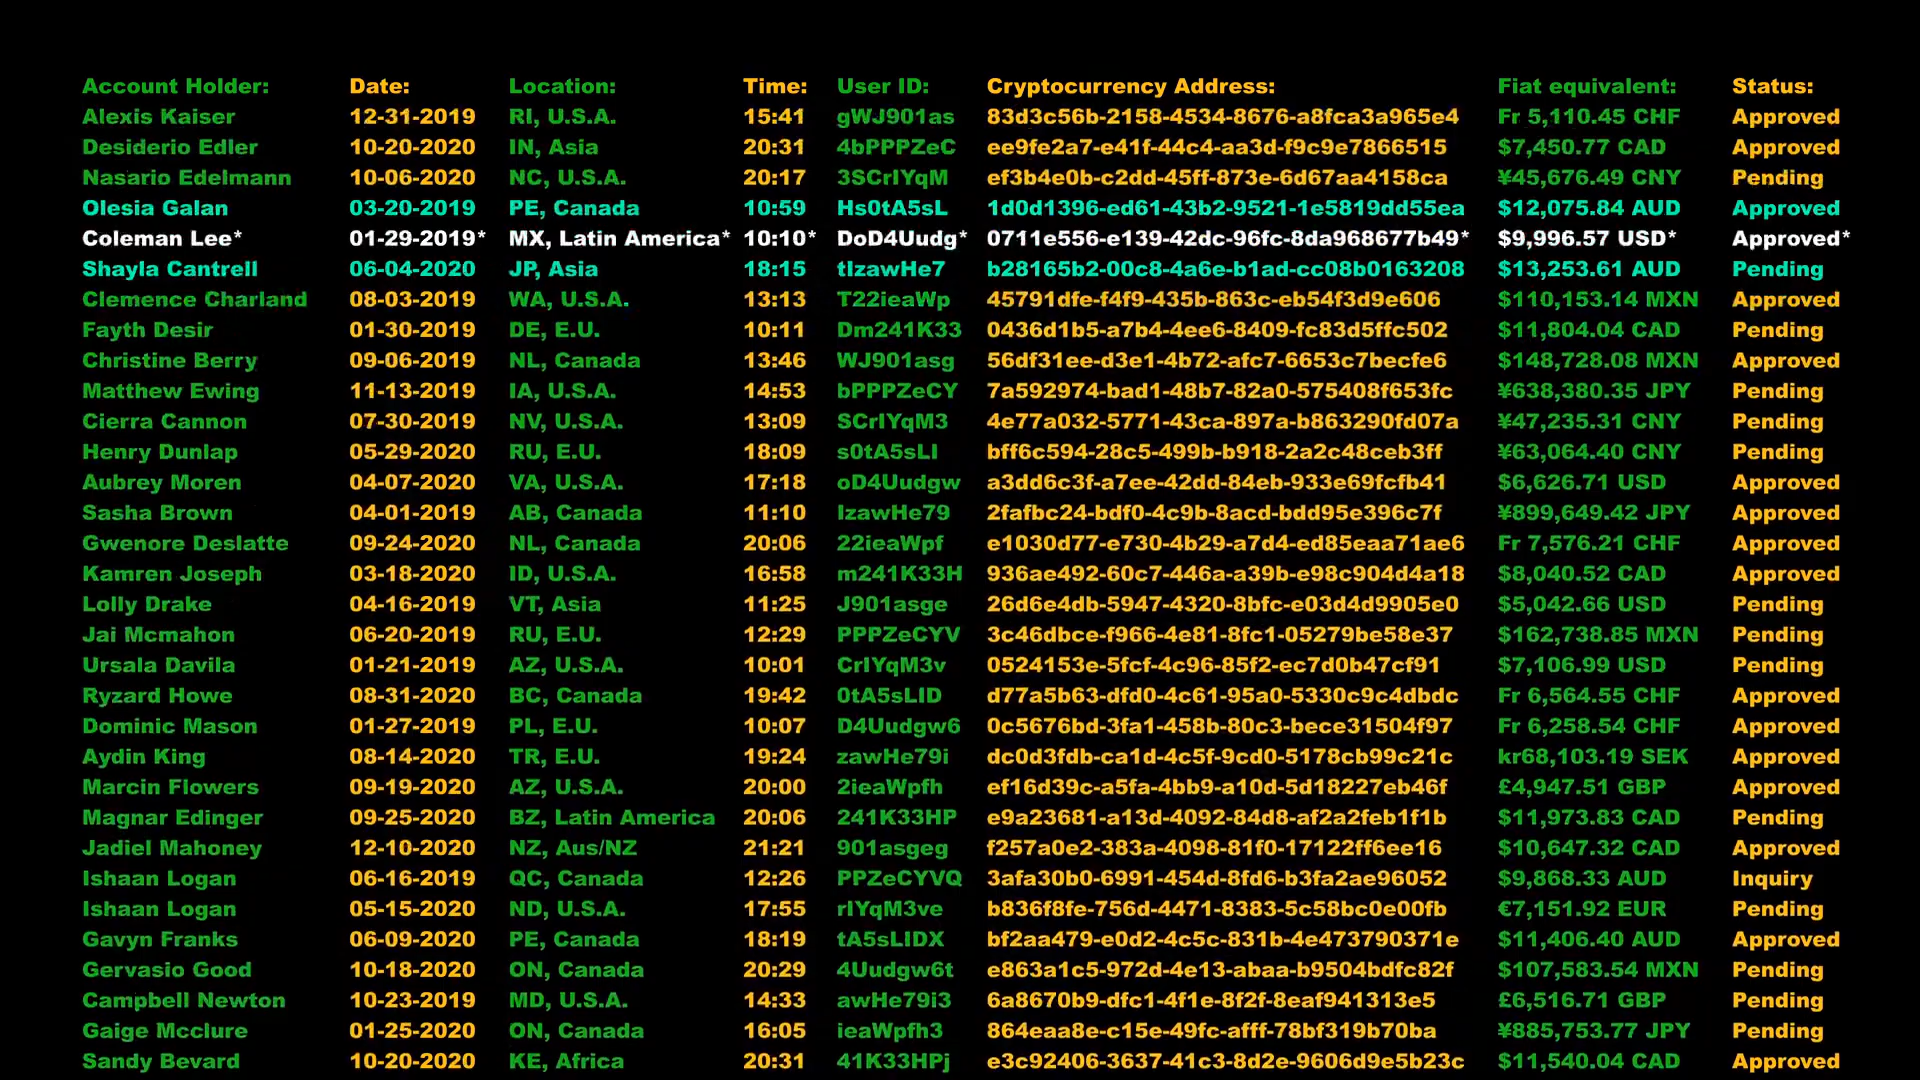 Account Holder: Date: Location: Time: User ID: Cryptocurrency Address: Fiat equivalent: Status:
Alexis Kaiser 12-31-2019 RI, U.S.A. 15:41 gWJ901as 83d3c56b-2158-4534-8676-a8fca3a965e4 Fr 5,110.45 CHF Approved
Desiderio Edler 10-20-2020 IN, Asia 20:31 4bPPPZeC ee9fe2a7-e41f-44c4-aa3d-f9c9e7866515 $7,450.77 CAD Approved
Nasario Edelmann 10-06-2020 NC, U.S.A. 20:17 3SCrIYqM ef3b4e0b-c2dd-45ff-873e-6d67aa4158ca ¥45,676.49 CNY Pending
Olesia Galan 03-20-2019 PE, Canada 10:59 Hs0tA5sL 1d0d1396-ed61-43b2-9521-1e5819dd55ea $12,075.84 AUD Approved
Coleman Lee* 01-29-2019* MX, Latin America* 10:10* DoD4Uudg* 0711e556-e139-42dc-96fc-8da968677b49* $9,996.57 USD* Approved*
Shayla Cantrell 06-04-2020 JP, Asia 18:15 tIzawHe7 b28165b2-00c8-4a6e-b1ad-cc08b0163208 $13,253.61 AUD Pending
Clemence Charland 08-03-2019 WA, U.S.A. 13:13 T22ieaWp 45791dfe-f4f9-435b-863c-eb54f3d9e606 $110,153.14 MXN Approved
Fayth Desir 01-30-2019 DE, E.U. 10:11 Dm241K33 0436d1b5-a7b4-4ee6-8409-fc83d5ffc502 $11,804.04 CAD Pending
Christine Berry 09-06-2019 NL, Canada 13:46 WJ901asg 56df31ee-d3e1-4b72-afc7-6653c7becfe6 $148,728.08 MXN Approved
Matthew Ewing 11-13-2019 IA, U.S.A. 14:53 bPPPZeCY 7a592974-bad1-48b7-82a0-575408f653fc ¥638,380.35 JPY Pending
Cierra Cannon 07-30-2019 NV, U.S.A. 13:09 SCrIYqM3 4e77a032-5771-43ca-897a-b863290fd07a ¥47,235.31 CNY Pending
Henry Dunlap 05-29-2020 RU, E.U. 18:09 s0tA5sLI bff6c594-28c5-499b-b918-2a2c48ceb3ff ¥63,064.40 CNY Pending
Aubrey Moren 04-07-2020 VA, U.S.A. 17:18 oD4Uudgw a3dd6c3f-a7ee-42dd-84eb-933e69fcfb41 $6,626.71 USD Approved
Sasha Brown 04-01-2019 AB, Canada 11:10 IzawHe79 2fafbc24-bdf0-4c9b-8acd-bdd95e396c7f ¥899,649.42 JPY Approved
Gwenore Deslatte 09-24-2020 NL, Canada 20:06 22ieaWpf e1030d77-e730-4b29-a7d4-ed85eaa71ae6 Fr 7,576.21 CHF Approved
Kamren Joseph 03-18-2020 ID, U.S.A. 16:58 m241K33H 936ae492-60c7-446a-a39b-e98c904d4a18 $8,040.52 CAD Approved
Lolly Drake 04-16-2019 VT, Asia 11:25 J901asge 26d6e4db-5947-4320-8bfc-e03d4d9905e0 $5,042.66 USD Pending
Jai Mcmahon 06-20-2019 RU, E.U. 12:29 PPPZeCYV 3c46dbce-f966-4e81-8fc1-05279be58e37 $162,738.85 MXN Pending
Ursala Davila 01-21-2019 AZ, U.S.A. 10:01 CrIYqM3v 0524153e-5fcf-4c96-85f2-ec7d0b47cf91 $7,106.99 USD Pending
Ryzard Howe 08-31-2020 BC, Canada 19:42 0tA5sLID d77a5b63-dfd0-4c61-95a0-5330c9c4dbdc Fr 6,564.55 CHF Approved
Dominic Mason 01-27-2019 PL, E.U. 10:07 D4Uudgw6 0c5676bd-3fa1-458b-80c3-bece31504f97 Fr 6,258.54 CHF Approved
Aydin King 08-14-2020 TR, E.U. 19:24 zawHe79i dc0d3fdb-ca1d-4c5f-9cd0-5178cb99c21c kr68,103.19 SEK Approved
Marcin Flowers 09-19-2020 AZ, U.S.A. 20:00 2ieaWpfh ef16d39c-a5fa-4bb9-a10d-5d18227eb46f £4,947.51 GBP Approved
Magnar Edinger 09-25-2020 BZ, Latin America 20:06 241K33HP e9a23681-a13d-4092-84d8-af2a2feb1f1b $11,973.83 CAD Pending
Jadiel Mahoney 12-10-2020 NZ, Aus/NZ 21:21 901asgeg f257a0e2-383a-4098-81f0-17122ff6ee16 $10,647.32 CAD Approved
Ishaan Logan 06-16-2019 QC, Canada 12:26 PPZeCYVQ 3afa30b0-6991-454d-8fd6-b3fa2ae96052 $9,868.33 AUD Inquiry
Ishaan Logan 05-15-2020 ND, U.S.A. 17:55 rIYqM3ve b836f8fe-756d-4471-8383-5c58bc0e00fb €7,151.92 EUR Pending
Gavyn Franks 06-09-2020 PE, Canada 18:19 tA5sLIDX bf2aa479-e0d2-4c5c-831b-4e473790371e $11,406.40 AUD Approved
Gervasio Good 10-18-2020 ON, Canada 20:29 4Uudgw6t e863a1c5-972d-4e13-abaa-b9504bdfc82f $107,583.54 MXN Pending
Campbell Newton 10-23-2019 MD, U.S.A. 14:33 awHe79i3 6a8670b9-dfc1-4f1e-8f2f-8eaf941313e5 £6,516.71 GBP Pending
Gaige Mcclure 01-25-2020 ON, Canada 16:05 ieaWpfh3 864eaa8e-c15e-49fc-afff-78bf319b70ba ¥885,753.77 JPY Pending
Sandy Bevard 10-20-2020 KE, Africa 20:31 41K33HPj e3c92406-3637-41c3-8d2e-9606d9e5b23c $11,540.04 CAD Approved